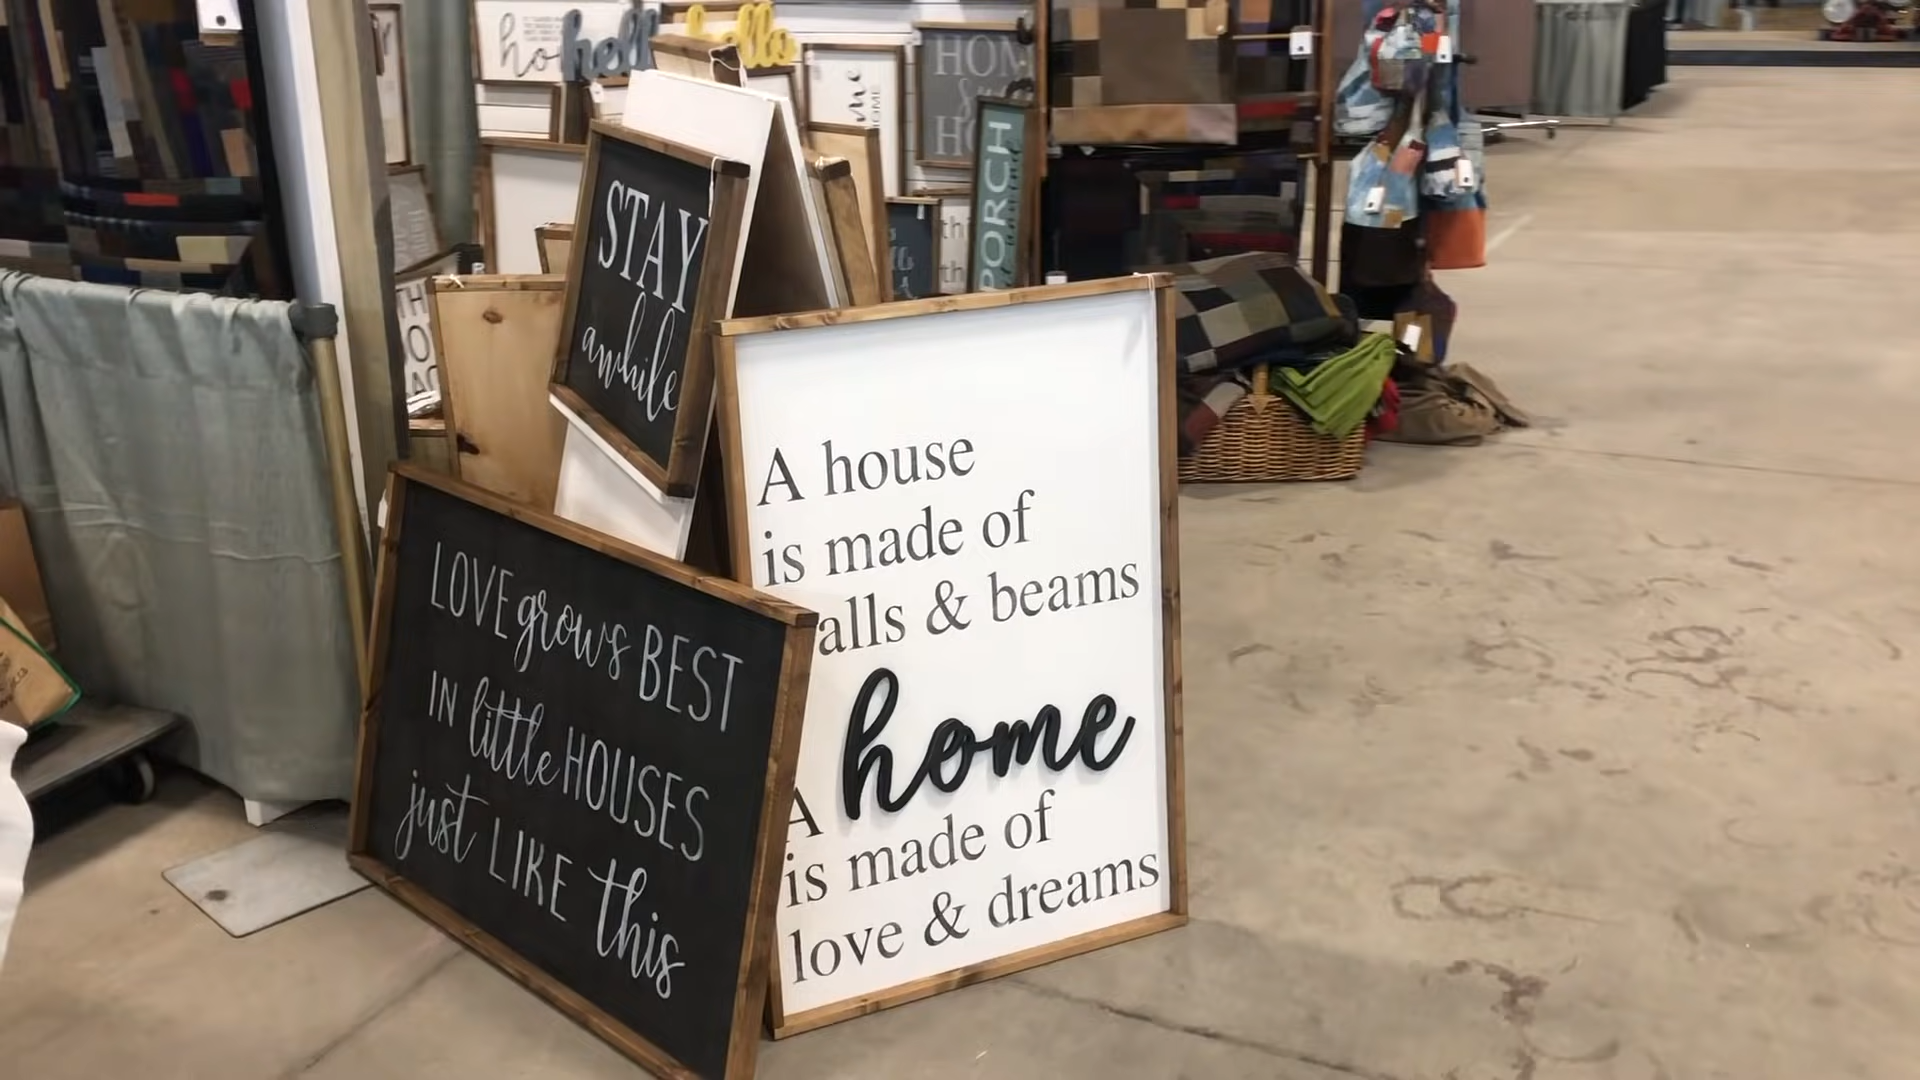 hello
hello
HOM
PORCH
STAY
awhile
A house
is made of
alls & beams
A home
is made of
love & dreams
LOVE grows BEST
IN little HOUSES
just LIKE this